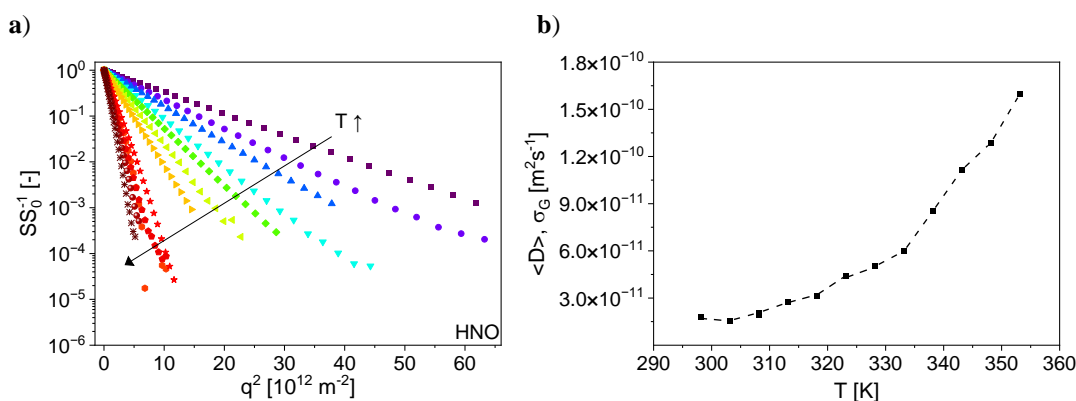 a)
10⁰
10⁻¹
10⁻²
10⁻³
10⁻⁴
10⁻⁵
10⁻⁶
SS₀⁻¹ [-]
T ↑
HNO
0 10 20 30 40 50 60
q² [10¹² m⁻²]
b)
1.8×10⁻¹⁰
1.5×10⁻¹⁰
1.2×10⁻¹⁰
9.0×10⁻¹¹
6.0×10⁻¹¹
3.0×10⁻¹¹
<D>, σ_G [m²s⁻¹]
290 300 310 320 330 340 350 360
T [K]